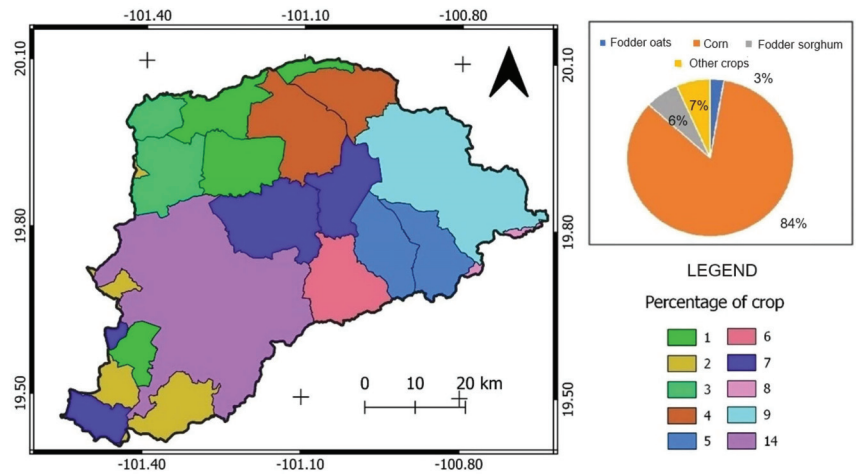 -101.40 -101.10 -100.80
20.10 20.10
19.80 19.80
19.50 19.50
0 10 20 km
-101.40 -101.10 -100.80
Fodder oats Corn Fodder sorghum
Other crops
3%
7%
6%
84%
LEGEND
Percentage of crop
1 6
2 7
3 8
4 9
5 14